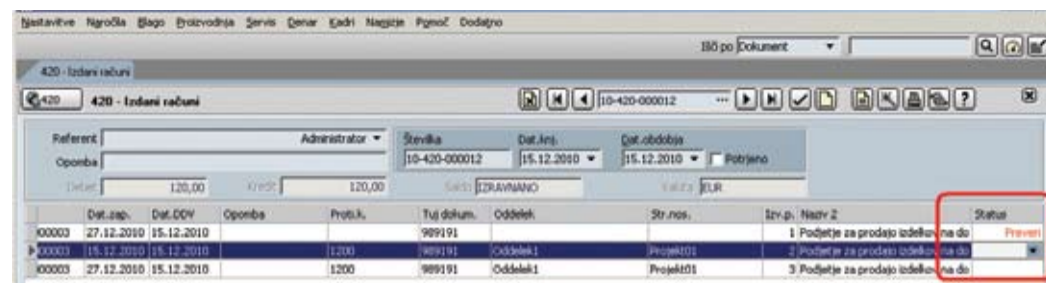 Nastavitve Naročila Blago Proizvodnja Servis Denar Kadri Nagnizie Pomoč Dodatno
Išči po Dokument
420 - Izdani računi
420 420 - Izdani računi 10-420-000012 ... ?
Referent Administrator Številka Dat.knj. Dat.obdobja
Opomba 10-420-000012 15.12.2010 15.12.2010 Potrjeno
Debet 120,00 Kredit 120,00 Saldo IZRAVNANO Valuta EUR
Dat.zap. Dat.DDV Opomba Proti.k. Tuj dokum. Oddelek Str.nos. Izv.p. Naziv 2 Status
00003 27.12.2010 15.12.2010 989191 1 Podjetje za prodajo izdelkov na do Preveri
00003 15.12.2010 15.12.2010 1200 989191 Oddelek1 Projekt01 2 Podjetje za prodajo izdelkov na do
00003 27.12.2010 15.12.2010 1200 989191 Oddelek1 Projekt01 3 Podjetje za prodajo izdelkov na do